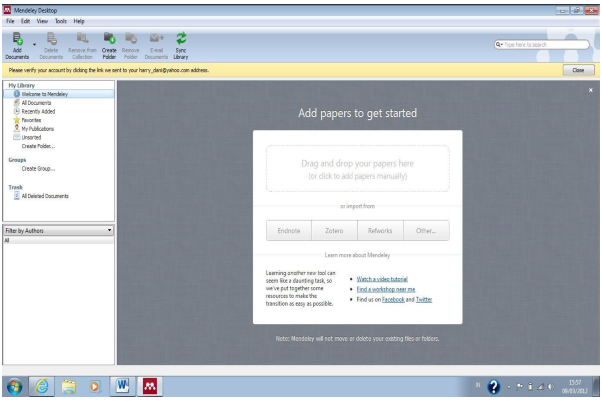 Mendeley Desktop
File Edit View Tools Help
Add Documents
Delete Documents
Remove from Collection
Create Folder
Remove Folder
E-mail Documents
Sync Library
Type here to search
Please verify your account by clicking the link we sent to your harry_dani@yahoo.com address.
Close
My Library
Welcome to Mendeley
All Documents
Recently Added
Favorites
My Publications
Unsorted
Create Folder...
Groups
Create Group...
Trash
All Deleted Documents
Filter by Authors
All
Add papers to get started
Drag and drop your papers here
(or click to add papers manually)
or import from
Endnote Zotero Refworks Other...
Learn more about Mendeley
Learning another new tool can
seem like a daunting task, so
we've put together some
resources to make the
transition as easy as possible.
Watch a video tutorial
Find a workshop near me
Find us on Facebook and Twitter
Note: Mendeley will not move or delete your existing files or folders.
15:57
08/03/2012